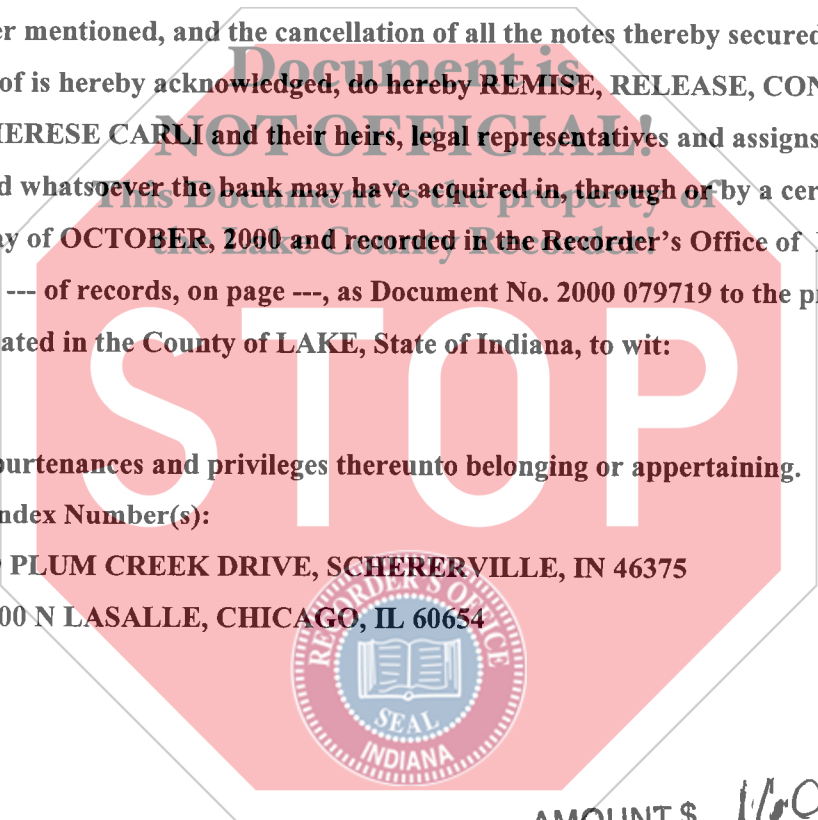 er mentioned, and the cancellation of all the notes thereby secured
Document is
of is hereby acknowledged, do hereby REMISE, RELEASE, CON
NOT OFFICIAL!
HERESE CARLI and their heirs, legal representatives and assigns
This Document is the property of
d whatsoever the bank may have acquired in, through or by a cer
the Lake County Recorder!
ay of OCTOBER, 2000 and recorded in the Recorder's Office of
--- of records, on page ---, as Document No. 2000 079719 to the pr
ated in the County of LAKE, State of Indiana, to wit:
STOP
purtenances and privileges thereunto belonging or appertaining.
ndex Number(s):
PLUM CREEK DRIVE, SCHERERVILLE, IN 46375
00 N LASALLE, CHICAGO, IL 60654
RECORDER'S OFFICE
SEAL
INDIANA
AMOUNT $